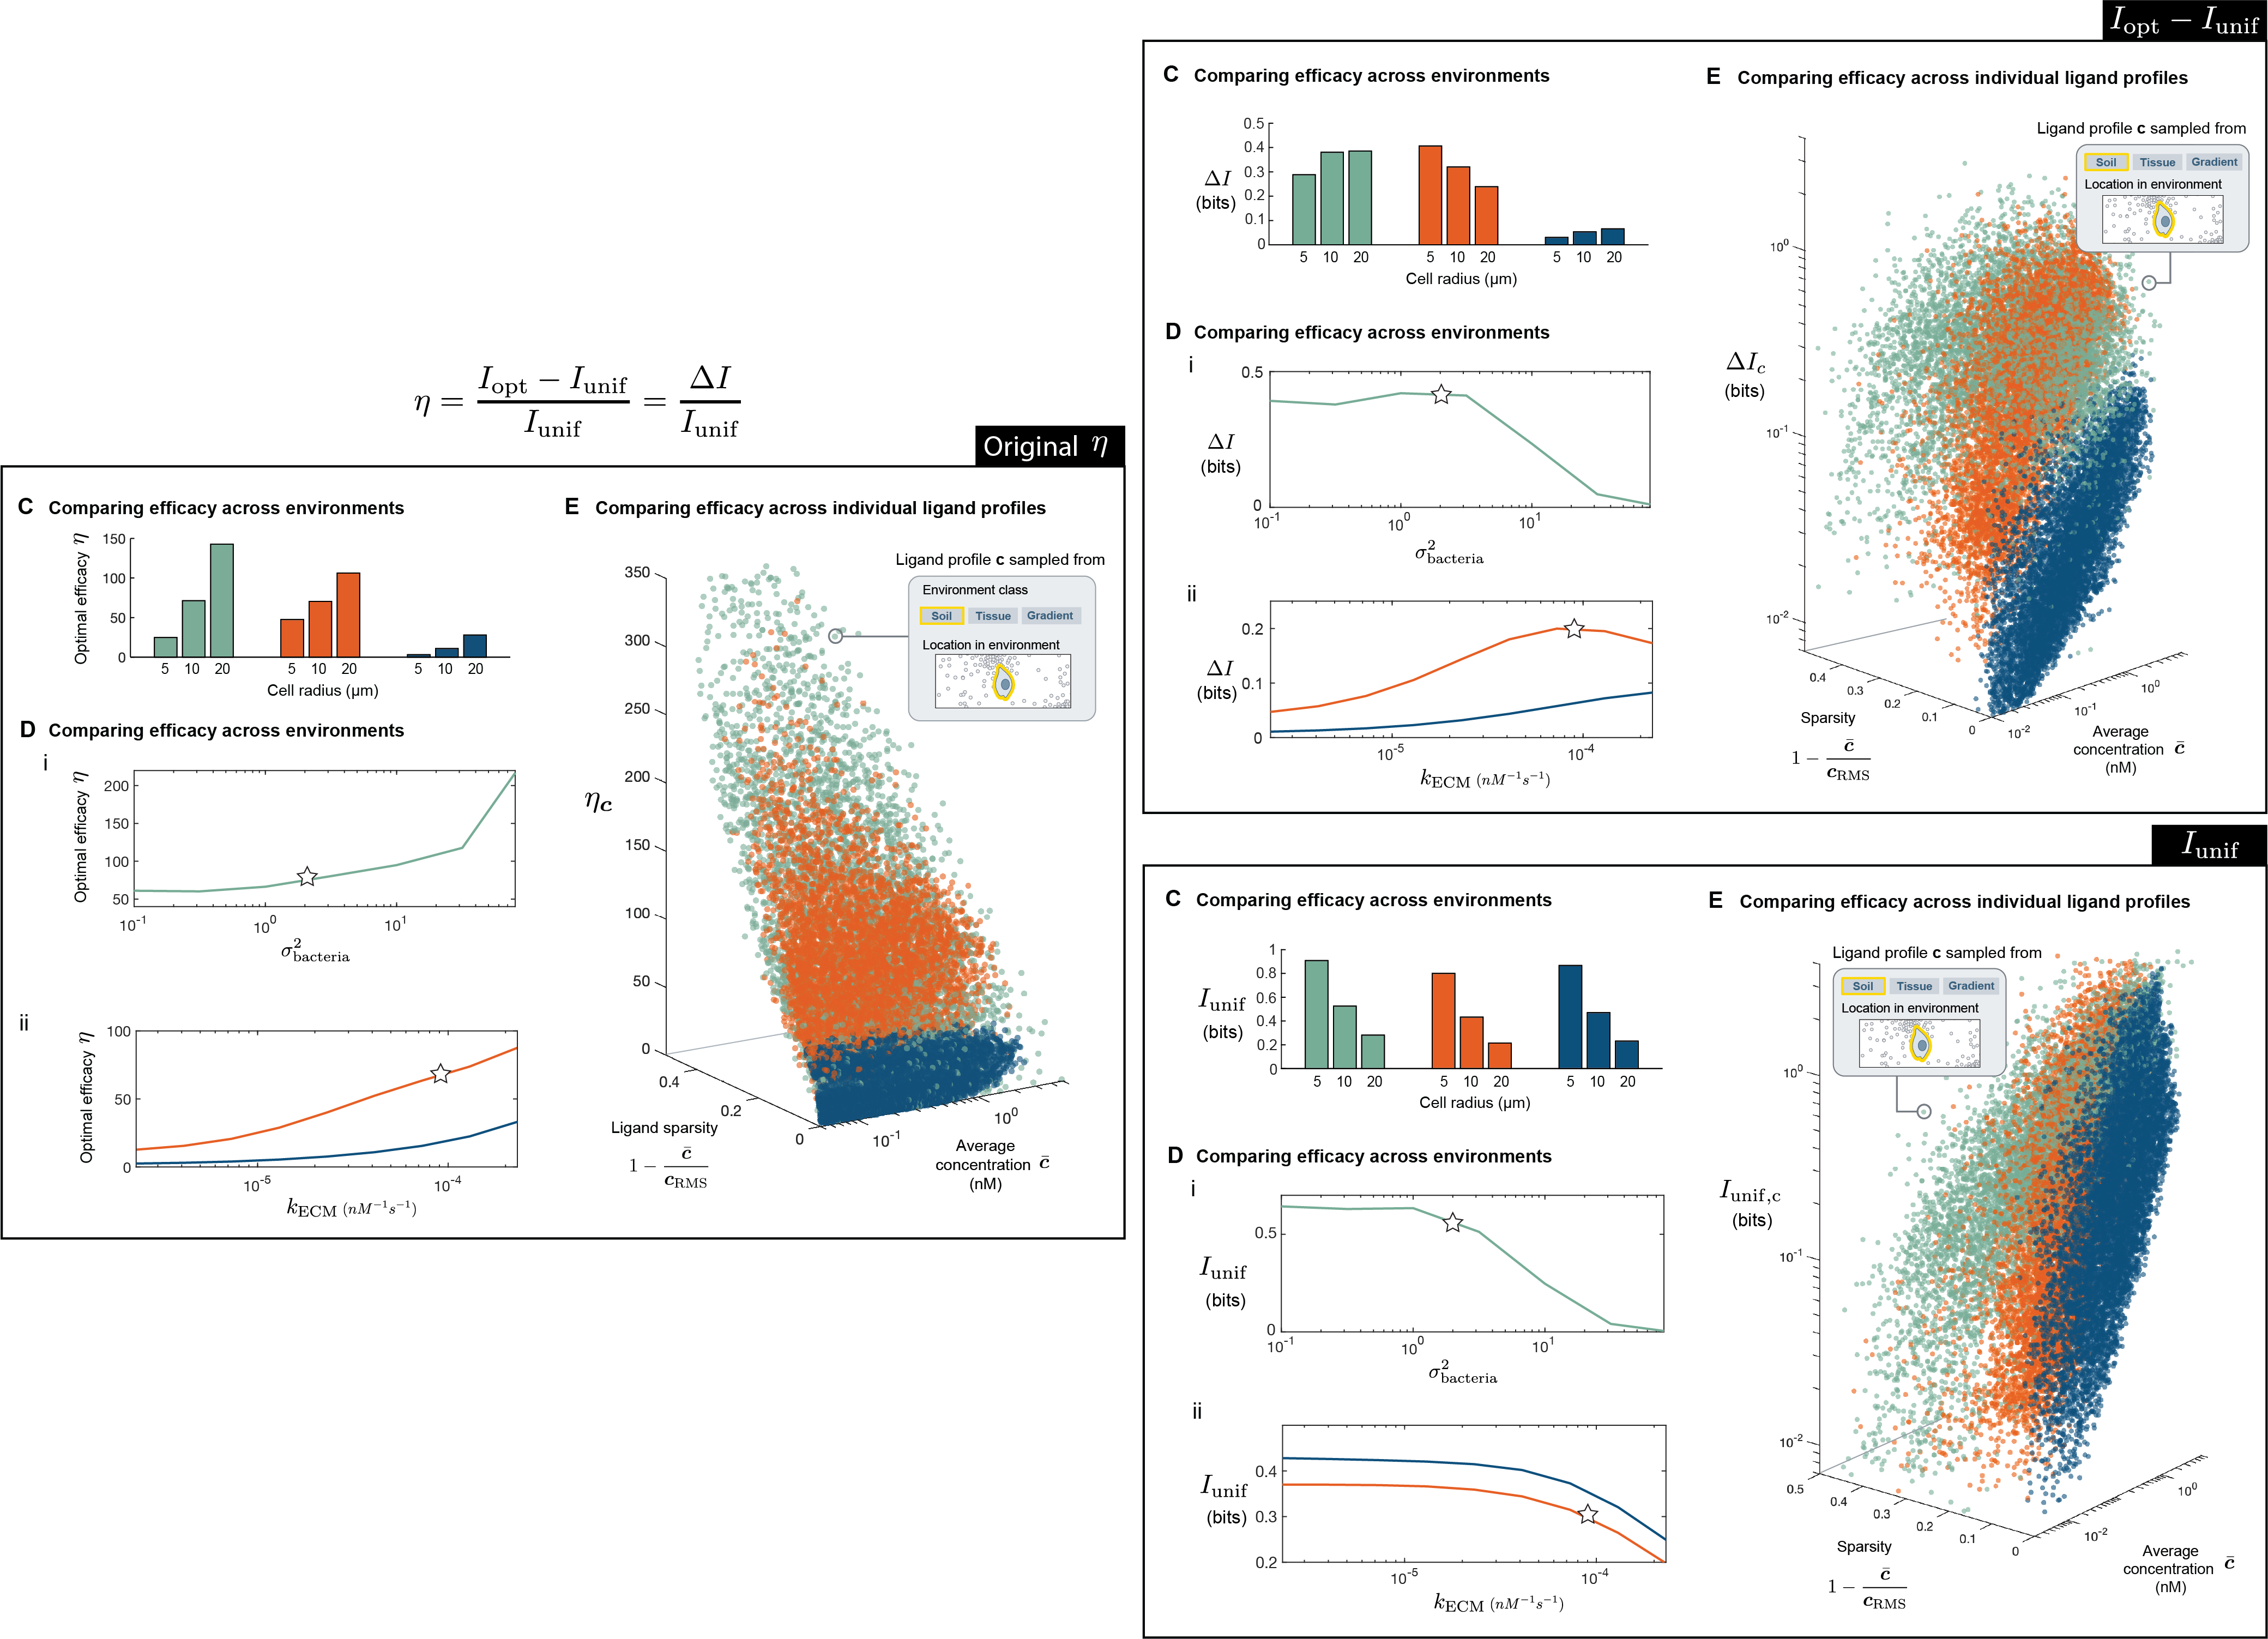 η = (I_opt − I_unif) / I_unif = ΔI / I_unif
Original η
C Comparing efficacy across environments
Optimal efficacy η
150
100
50
0
5 10 20 5 10 20 5 10 20
Cell radius (µm)
D Comparing efficacy across environments
i
Optimal efficacy η
200
150
100
50
10^-1 10^0 10^1
σ²_bacteria
ii
Optimal efficacy η
100
50
0
10^-5 10^-4
k_ECM (nM^−1 s^−1)
E Comparing efficacy across individual ligand profiles
Ligand profile c sampled from
Environment class
Soil Tissue Gradient
Location in environment
η_c
350
300
250
200
150
100
50
0
0.4
0.2
0
Ligand sparsity
1 − c̄ / c_RMS
10^-1 10^0
Average
concentration c̄
(nM)
I_opt − I_unif
C Comparing efficacy across environments
ΔI
(bits)
0.5
0.4
0.3
0.2
0.1
0
5 10 20 5 10 20 5 10 20
Cell radius (µm)
D Comparing efficacy across environments
i
ΔI
(bits)
0.5
0
10^-1 10^0 10^1
σ²_bacteria
ii
ΔI
(bits)
0.2
0.1
0
10^-5 10^-4
k_ECM (nM^−1 s^−1)
E Comparing efficacy across individual ligand profiles
Ligand profile c sampled from
Soil Tissue Gradient
Location in environment
ΔI_c
(bits)
10^0
10^-1
10^-2
0.4
0.3
0.2
0.1
0
Sparsity
1 − c̄ / c_RMS
10^-2 10^-1 10^0
Average
concentration c̄
(nM)
I_unif
C Comparing efficacy across environments
I_unif
(bits)
1
0.8
0.6
0.4
0.2
0
5 10 20 5 10 20 5 10 20
Cell radius (µm)
D Comparing efficacy across environments
i
I_unif
(bits)
0.5
0
10^-1 10^0 10^1
σ²_bacteria
ii
I_unif
(bits)
0.4
0.3
0.2
10^-5 10^-4
k_ECM (nM^−1 s^−1)
E Comparing efficacy across individual ligand profiles
Ligand profile c sampled from
Soil Tissue Gradient
Location in environment
I_unif,c
(bits)
10^0
10^-1
10^-2
0.5
0.4
0.3
0.2
0.1
0
Sparsity
1 − c̄ / c_RMS
10^-2 10^0
Average
concentration c̄
(nM)